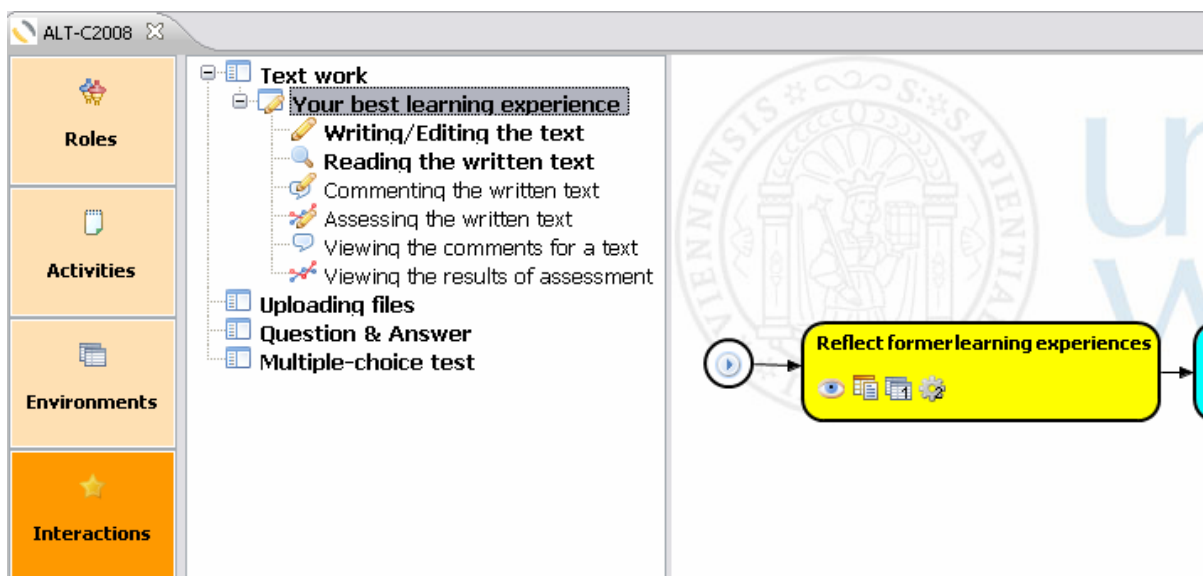 ALT-C2008
Roles
Activities
Environments
Interactions
Text work
Your best learning experience
Writing/Editing the text
Reading the written text
Commenting the written text
Assessing the written text
Viewing the comments for a text
Viewing the results of assessment
Uploading files
Question & Answer
Multiple-choice test
Reflect former learning experiences
1
2